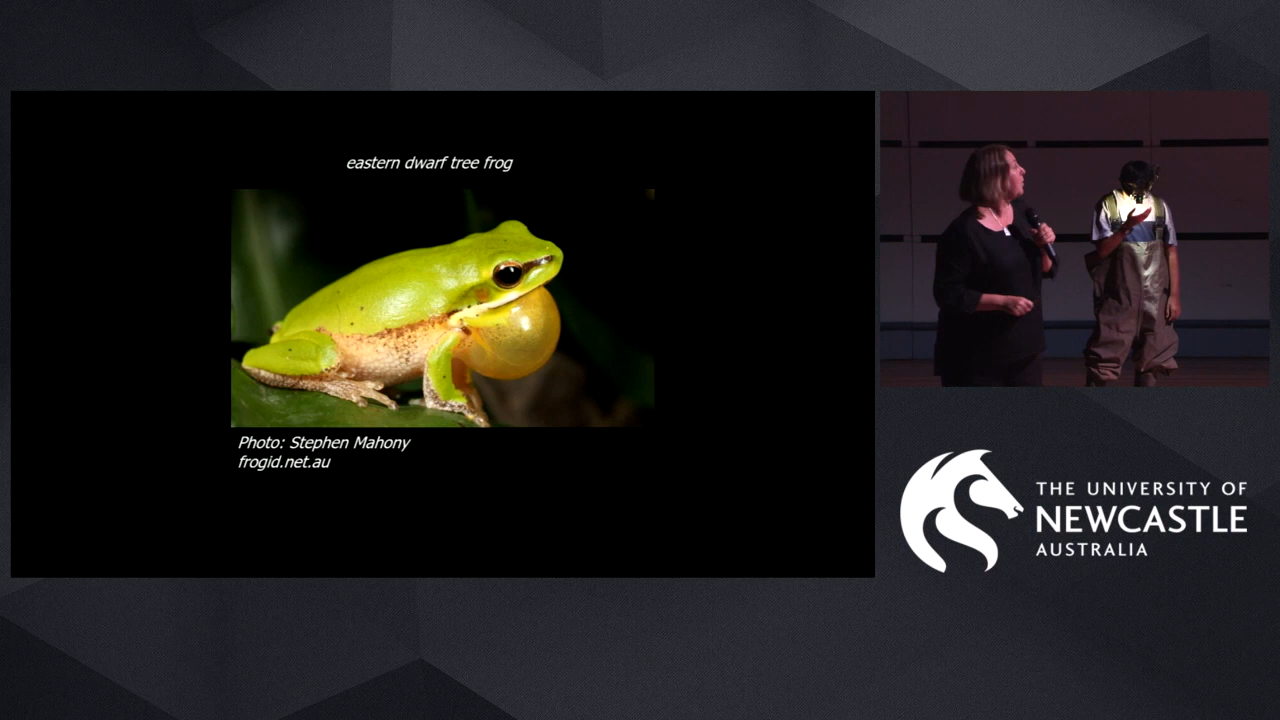 eastern dwarf tree frog
Photo: Stephen Mahony
frogid.net.au
THE UNIVERSITY OF
NEWCASTLE
AUSTRALIA